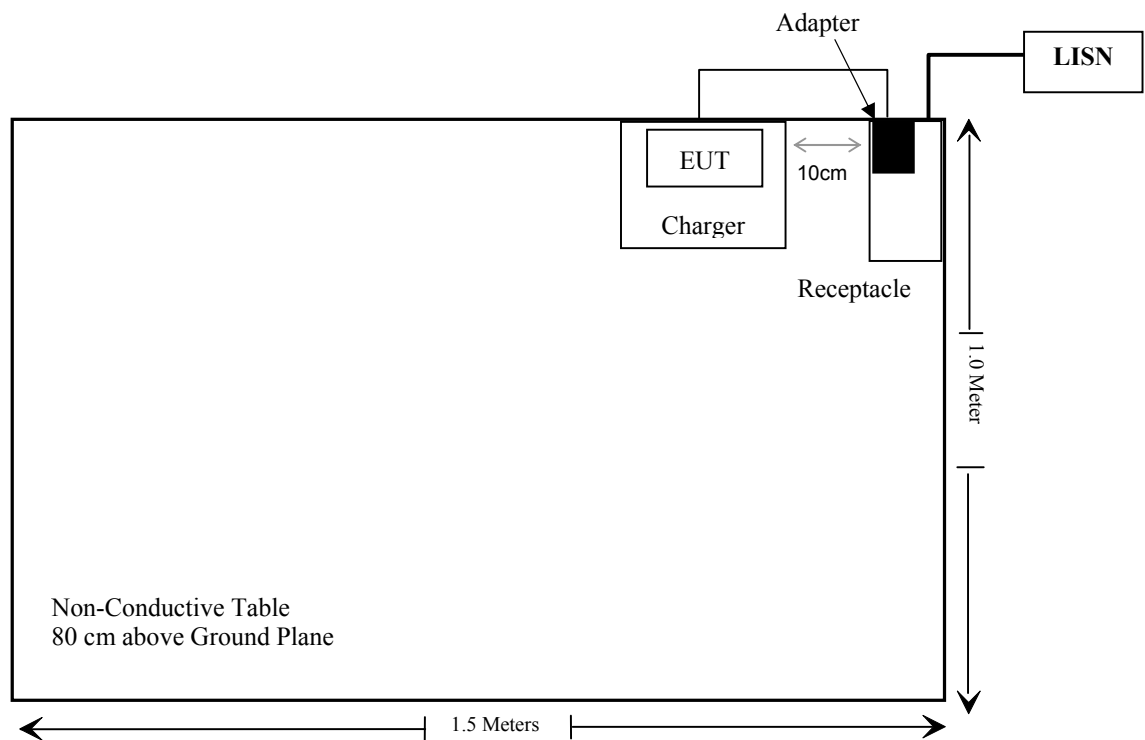 Adapter
LISN
EUT
10cm
Charger
Receptacle
1.0 Meter
Non-Conductive Table
80 cm above Ground Plane
1.5 Meters